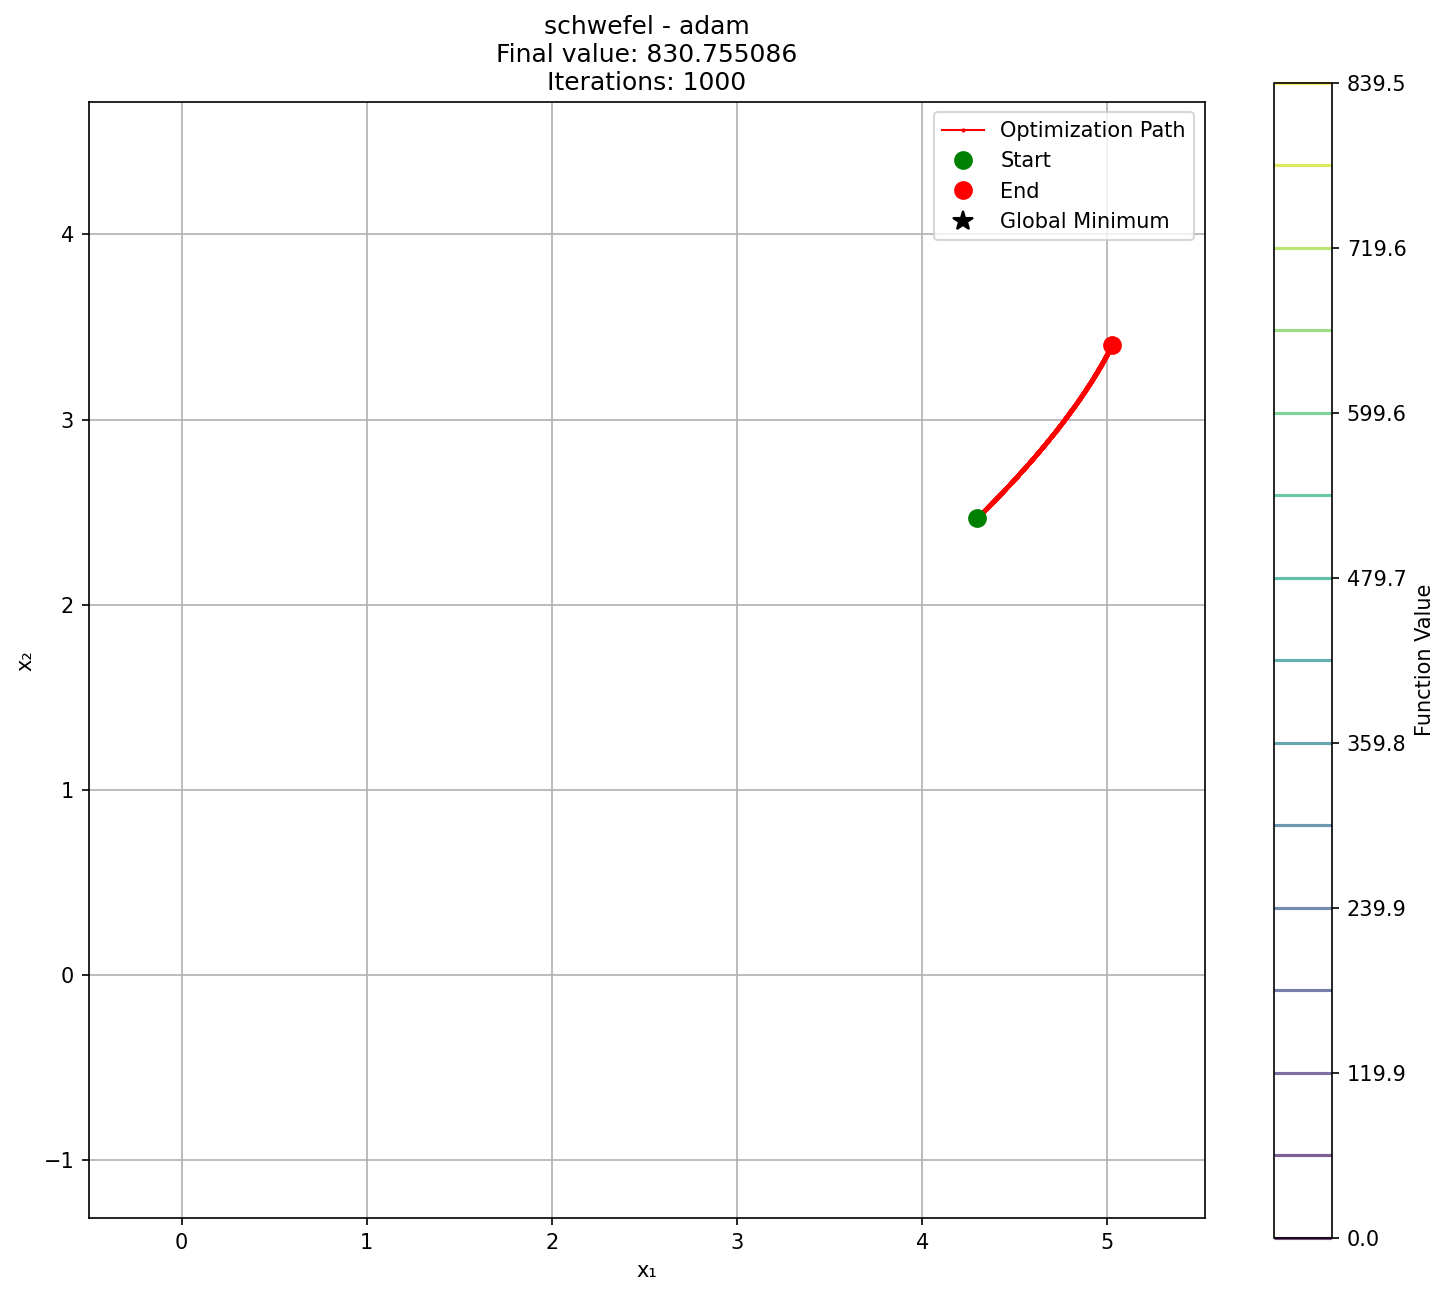 schwefel - adam
Final value: 830.755086
Iterations: 1000
Optimization Path
Start
End
Global Minimum
4
3
2
1
0
−1
x₂
0
1
2
3
4
5
x₁
839.5
719.6
599.6
479.7
359.8
239.9
119.9
0.0
Function Value